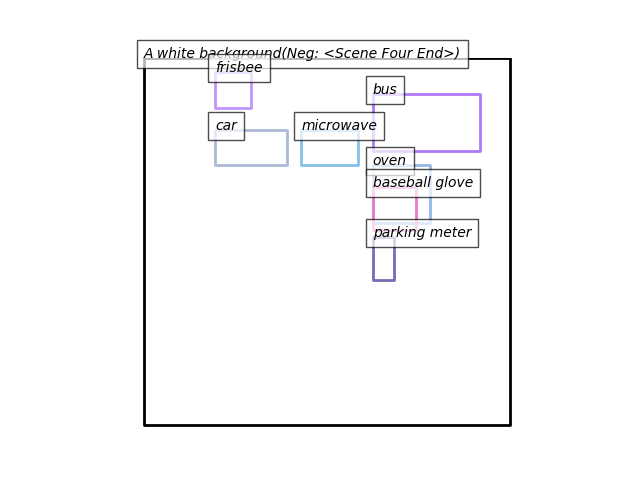 A white background(Neg: <Scene Four End>)
frisbee
bus
car
microwave
oven
baseball glove
parking meter